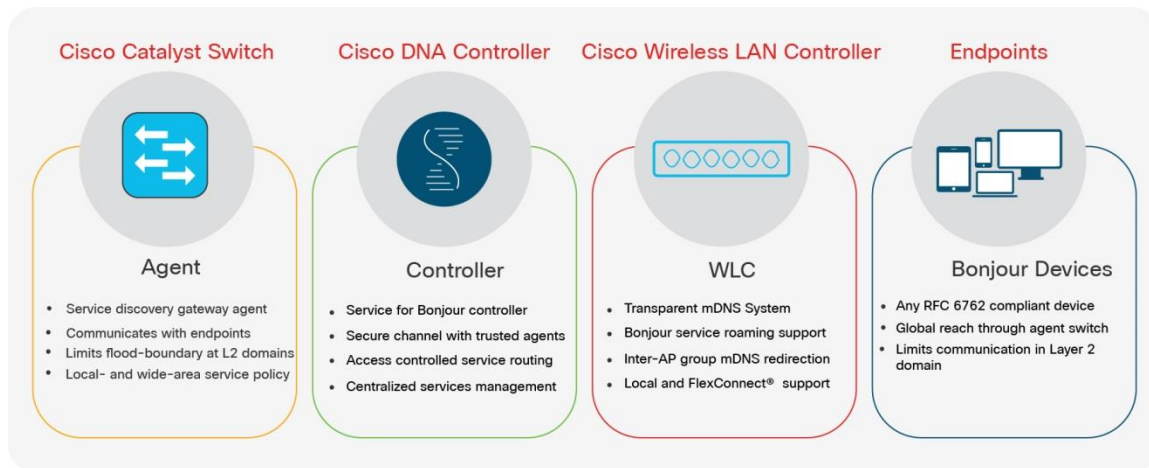 Cisco Catalyst Switch
Agent
• Service discovery gateway agent
• Communicates with endpoints
• Limits flood-boundary at L2 domains
• Local- and wide-area service policy
Cisco DNA Controller
Controller
• Service for Bonjour controller
• Secure channel with trusted agents
• Access controlled service routing
• Centralized services management
Cisco Wireless LAN Controller
WLC
• Transparent mDNS System
• Bonjour service roaming support
• Inter-AP group mDNS redirection
• Local and FlexConnect® support
Endpoints
Bonjour Devices
• Any RFC 6762 compliant device
• Global reach through agent switch
• Limits communication in Layer 2
domain